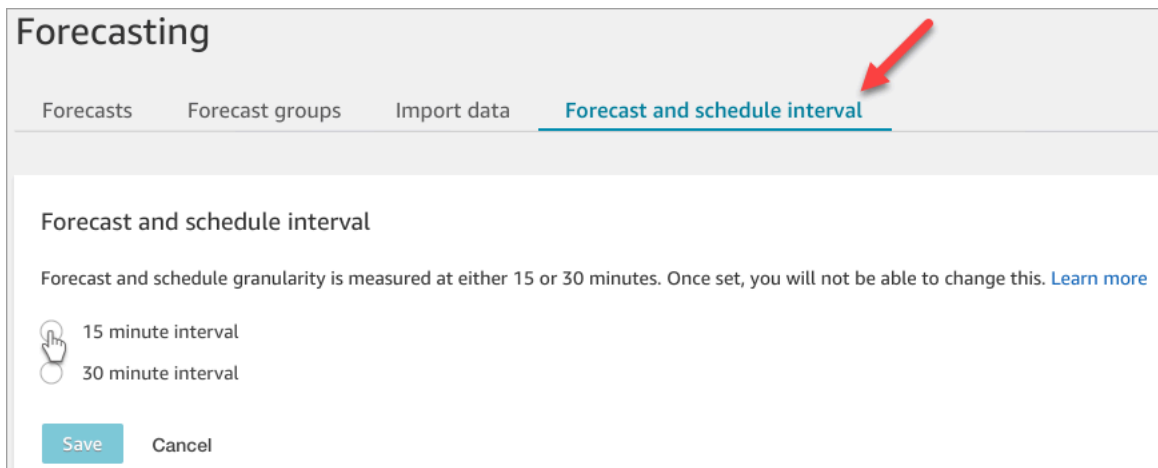 Forecasting
Forecasts Forecast groups Import data Forecast and schedule interval
Forecast and schedule interval
Forecast and schedule granularity is measured at either 15 or 30 minutes. Once set, you will not be able to change this. Learn more
15 minute interval
30 minute interval
Save Cancel